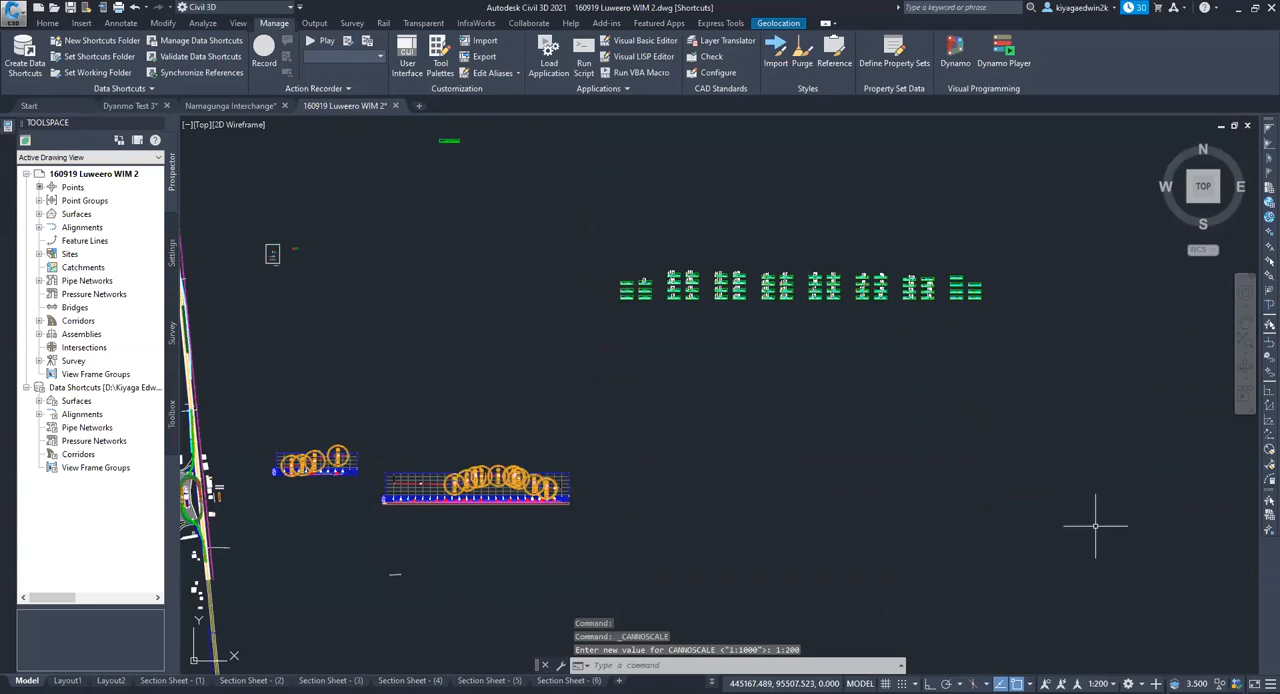 C3D
Civil 3D
Autodesk Civil 3D 2021   160919 Luweero WIM 2.dwg [Shortcuts]
Type a keyword or phrase
kiyagaedwin2k
30
Home Insert Annotate Modify Analyze View Manage Output Survey Rail Transparent InfraWorks Collaborate Help Add-ins Featured Apps Express Tools Geolocation
Create Data Shortcuts
New Shortcuts Folder
Set Shortcuts Folder
Set Working Folder
Manage Data Shortcuts
Validate Data Shortcuts
Synchronize References
Data Shortcuts
Record
Play
Action Recorder
User Interface
Tool Palettes
Import
Export
Edit Aliases
Customization
Load Application
Run Script
Visual Basic Editor
Visual LISP Editor
Run VBA Macro
Applications
Layer Translator
Check
Configure
CAD Standards
Import
Purge
Reference
Styles
Define Property Sets
Property Set Data
Dynamo
Dynamo Player
Visual Programming
Start
Dyanmo Test 3*
Namagunga Interchange*
160919 Luweero WIM 2*
TOOLSPACE
Active Drawing View
160919 Luweero WIM 2
Points
Point Groups
Surfaces
Alignments
Feature Lines
Sites
Catchments
Pipe Networks
Pressure Networks
Bridges
Corridors
Assemblies
Intersections
Survey
View Frame Groups
Data Shortcuts [D:\Kiyaga Edw...
Surfaces
Alignments
Pipe Networks
Pressure Networks
Corridors
View Frame Groups
Prospector
Settings
Survey
Toolbox
[−][Top][2D Wireframe]
N
W TOP E
S
WCS
Y
X
Command:
Command: _CANNOSCALE
Enter new value for CANNOSCALE <"1:1000">: 1:200
Type a command
Model Layout1 Layout2 Section Sheet - (1) Section Sheet - (2) Section Sheet - (3) Section Sheet - (4) Section Sheet - (5) Section Sheet - (6)
445167.489, 95507.523, 0.000 MODEL 1:200 3.500